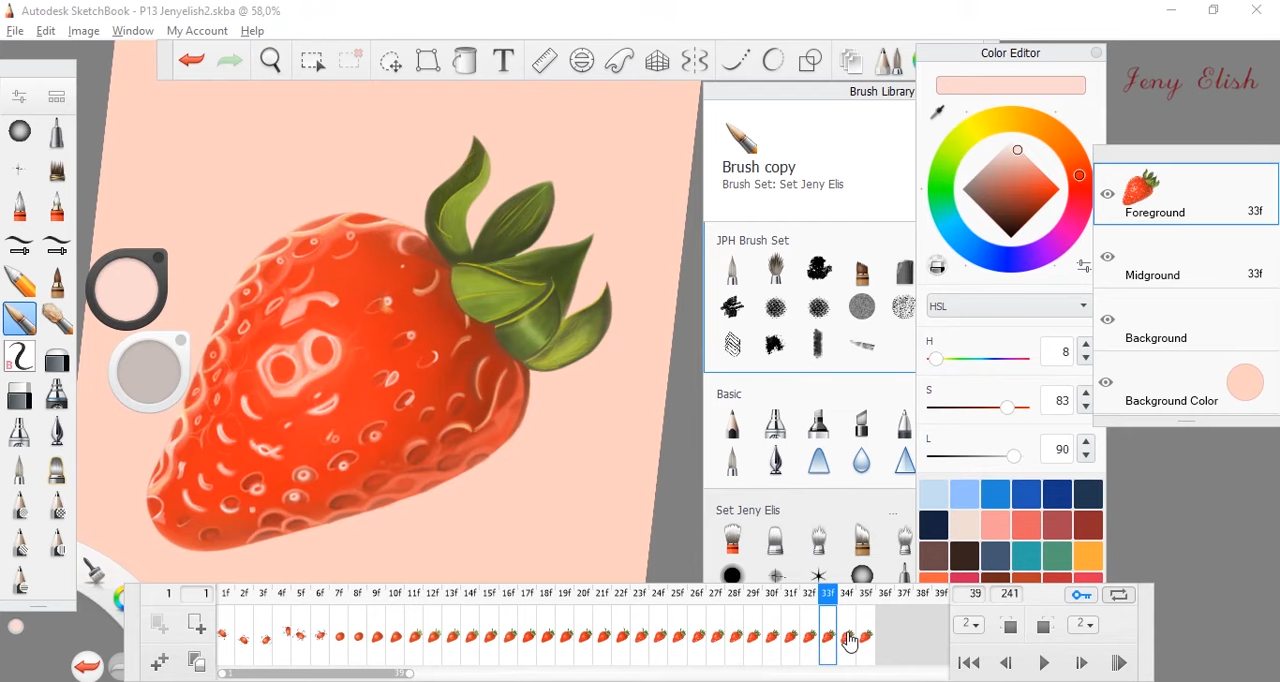 Autodesk SketchBook - P13 Jenyelish2.skba @ 58,0%
File Edit Image Window My Account Help
T
Color Editor
Jeny Elish
Brush Library
Brush copy
Brush Set: Set Jeny Elis
JPH Brush Set
Foreground 33f
Midground 33f
Background
Background Color
HSL
H 8
S 83
L 90
Basic
Set Jeny Elis ...
B
1 1 1f 2f 3f 4f 5f 6f 7f 8f 9f 10f 11f 12f 13f 14f 15f 16f 17f 18f 19f 20f 21f 22f 23f 24f 25f 26f 27f 28f 29f 30f 31f 32f 33f 34f 35f 36f 37f 38f 39f 39 241
2 2
1 39